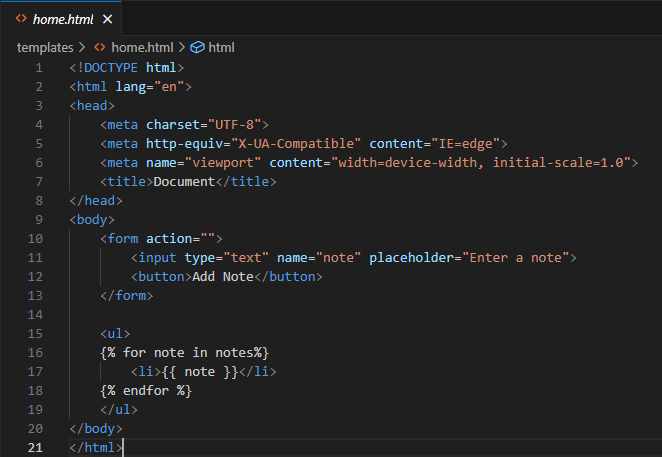 home.html
templates > home.html > html
1 <!DOCTYPE html>
2 <html lang="en">
3 <head>
4 <meta charset="UTF-8">
5 <meta http-equiv="X-UA-Compatible" content="IE=edge">
6 <meta name="viewport" content="width=device-width, initial-scale=1.0">
7 <title>Document</title>
8 </head>
9 <body>
10 <form action="">
11 <input type="text" name="note" placeholder="Enter a note">
12 <button>Add Note</button>
13 </form>
14
15 <ul>
16 {% for note in notes%}
17 <li>{{ note }}</li>
18 {% endfor %}
19 </ul>
20 </body>
21 </html>